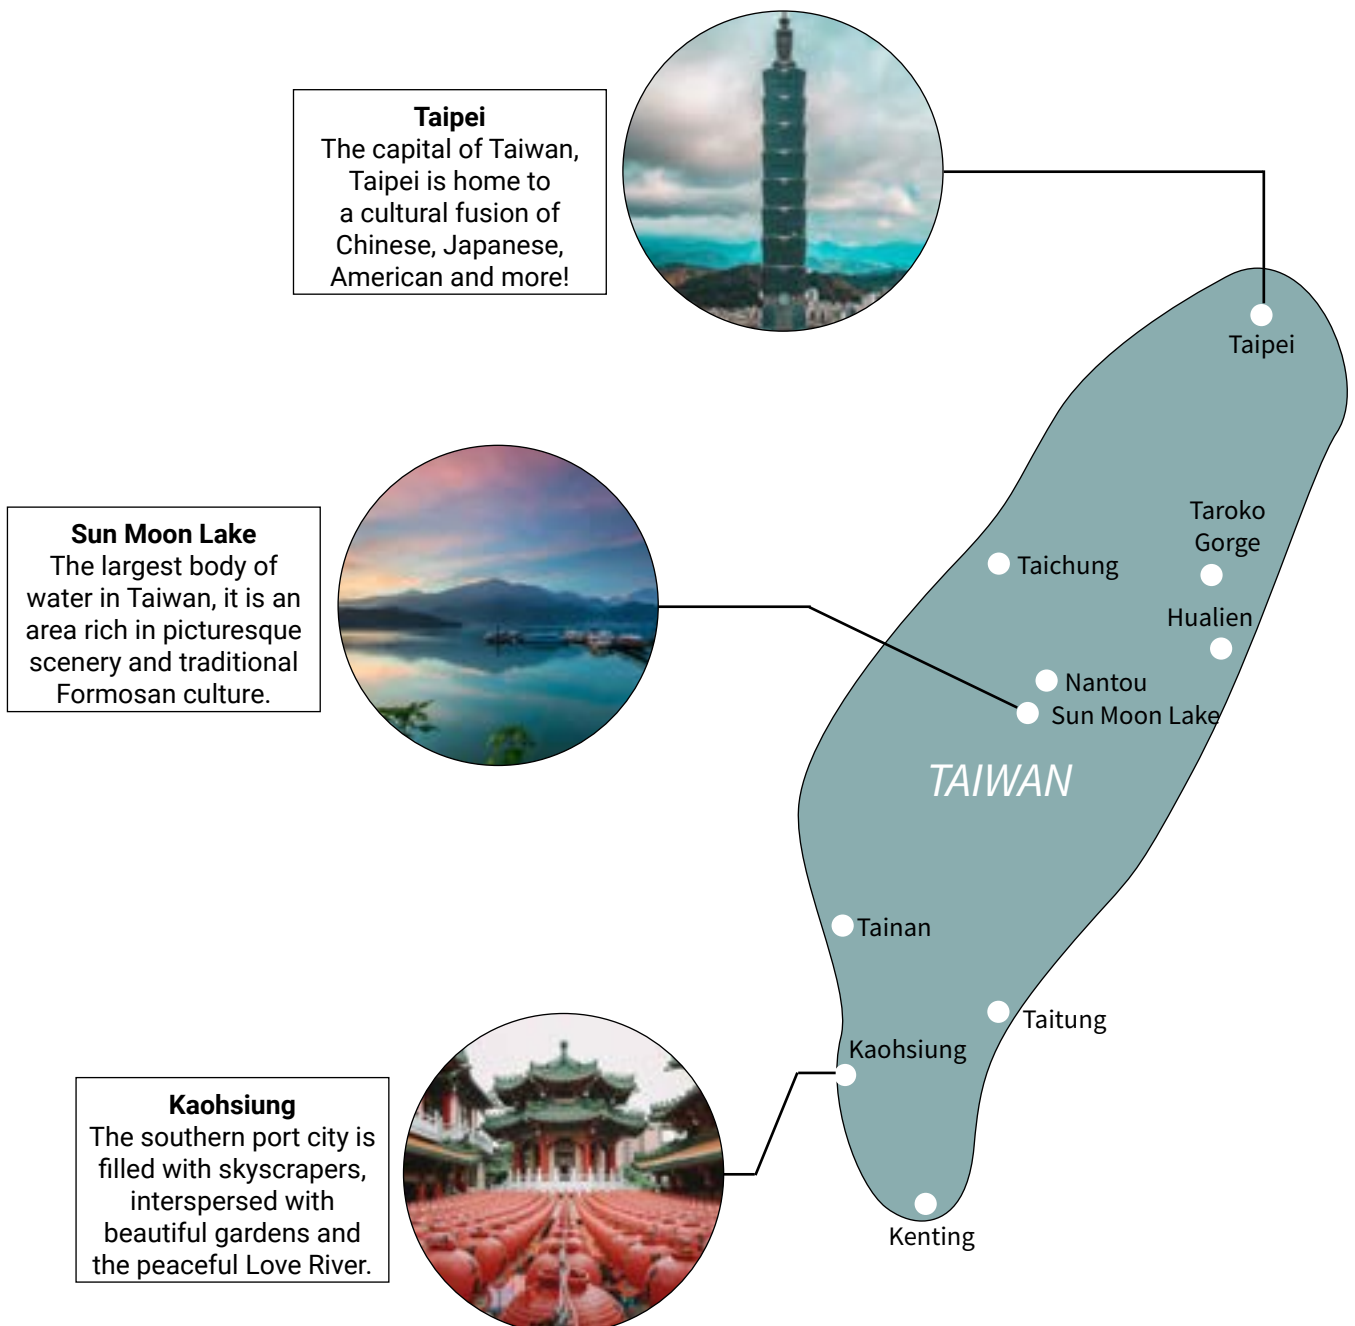 Taipei
The capital of Taiwan,
Taipei is home to
a cultural fusion of
Chinese, Japanese,
American and more!
Taipei
Sun Moon Lake
The largest body of
water in Taiwan, it is an
area rich in picturesque
scenery and traditional
Formosan culture.
Taroko
Gorge
Taichung
Hualien
Nantou
Sun Moon Lake
TAIWAN
Tainan
Taitung
Kaohsiung
Kaohsiung
The southern port city is
filled with skyscrapers,
interspersed with
beautiful gardens and
the peaceful Love River.
Kenting